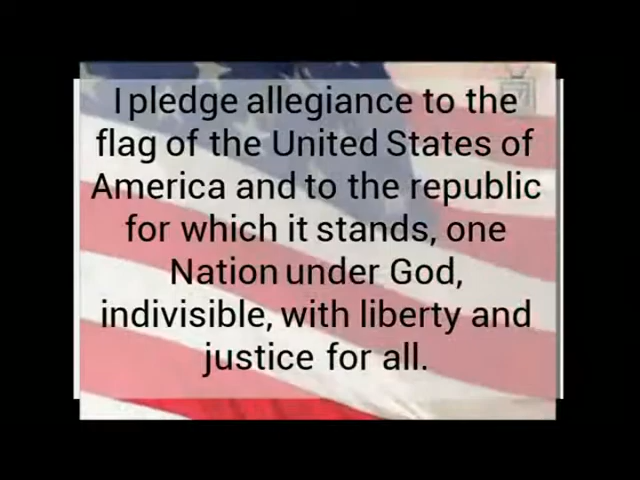 I pledge allegiance to the
flag of the United States of
America and to the republic
for which it stands, one
Nation under God,
indivisible, with liberty and
justice for all.